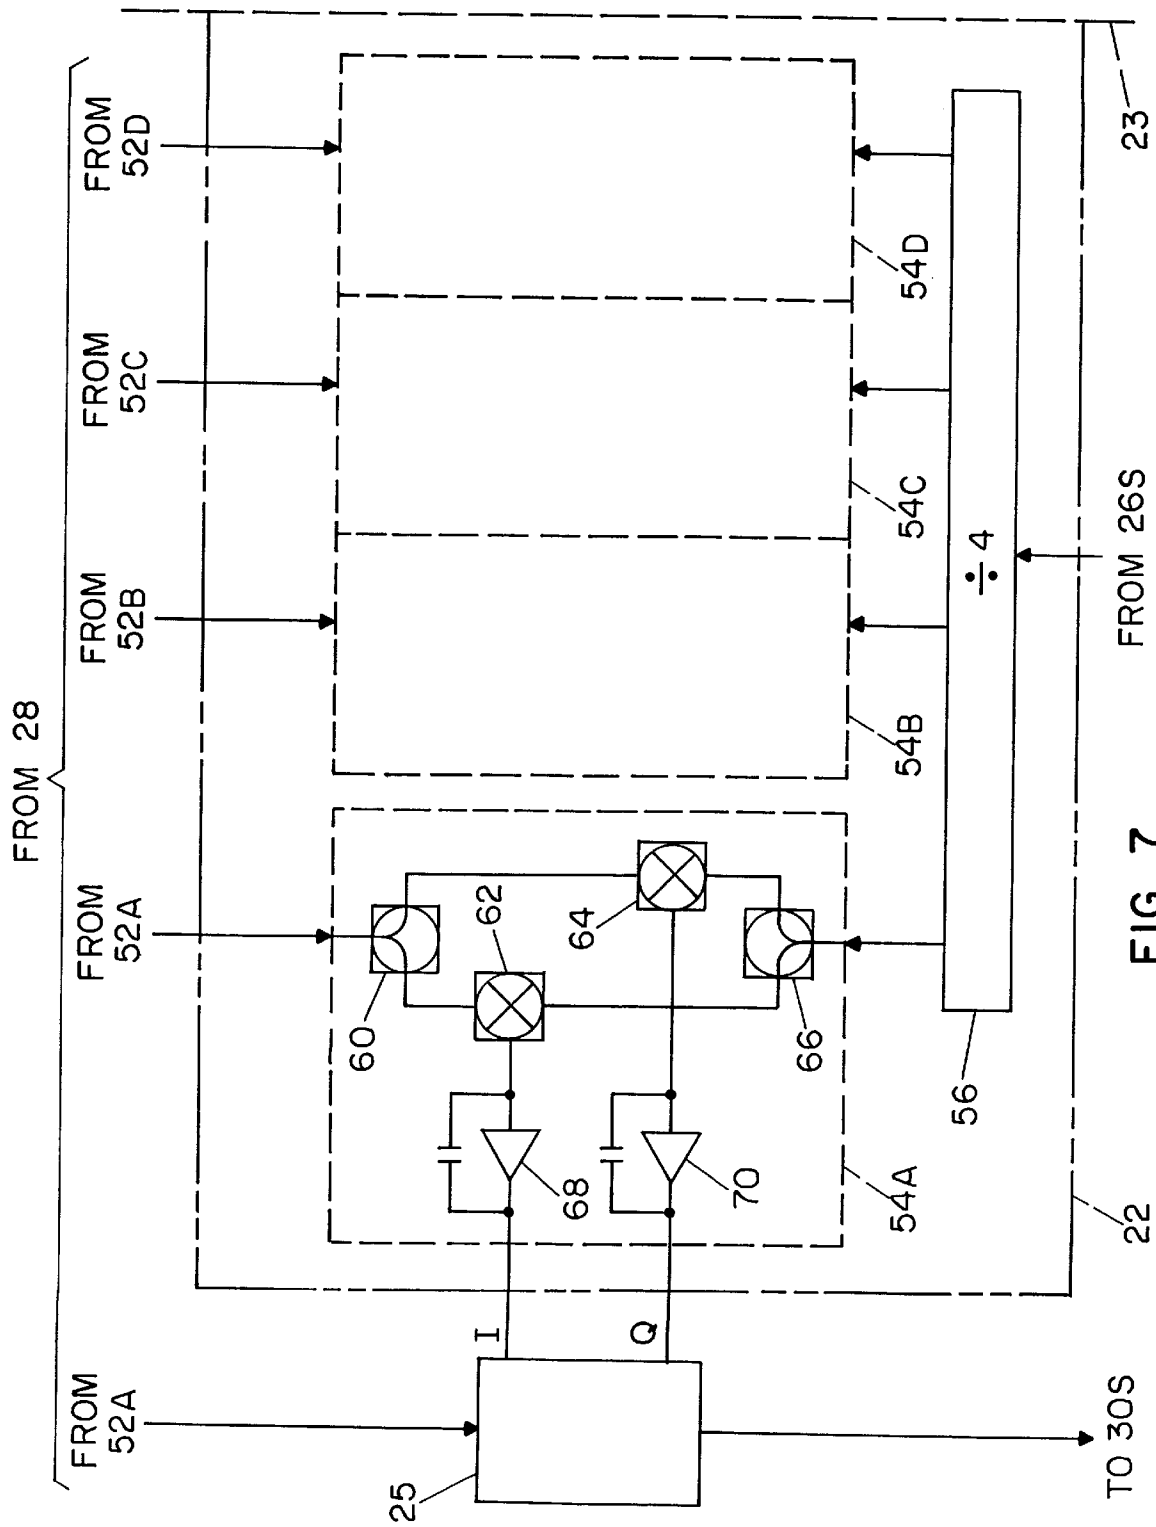 FROM 28
FROM
52A
FROM
52A
FROM
52B
FROM
52C
FROM
52D
25
I
Q
60
62
64
66
68
70
54A
54B
54C
54D
÷ 4
56
22
23
TO 30S
FROM 26S
FIG. 7